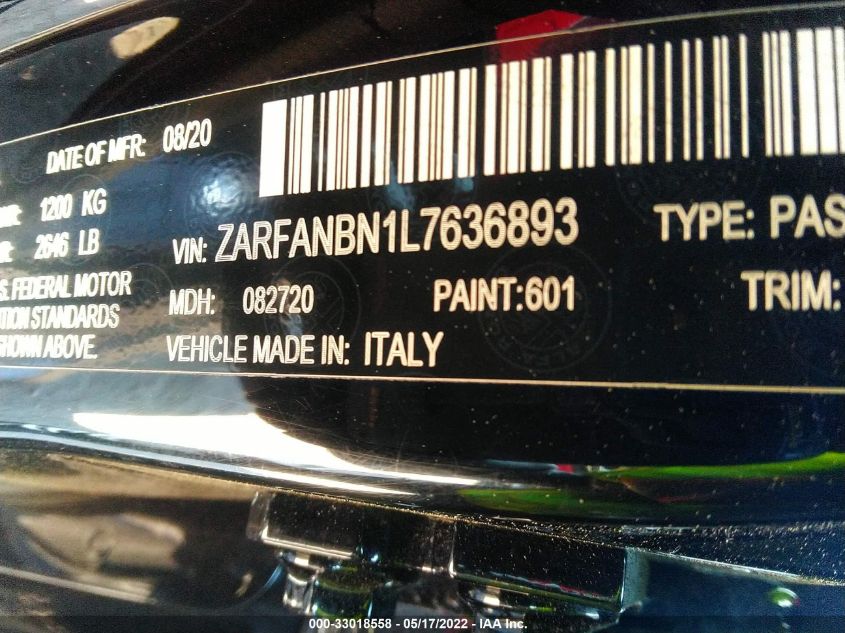 DATE OF MFR: 08/20
1200 KG
2646 LB
VIN: ZARFANBN1L7636893
TYPE: PAS
S. FEDERAL MOTOR
MDH: 082720
PAINT:601
TRIM:
TION STANDARDS
SHOWN ABOVE.
VEHICLE MADE IN: ITALY
000-33018558 - 05/17/2022 - IAA Inc.